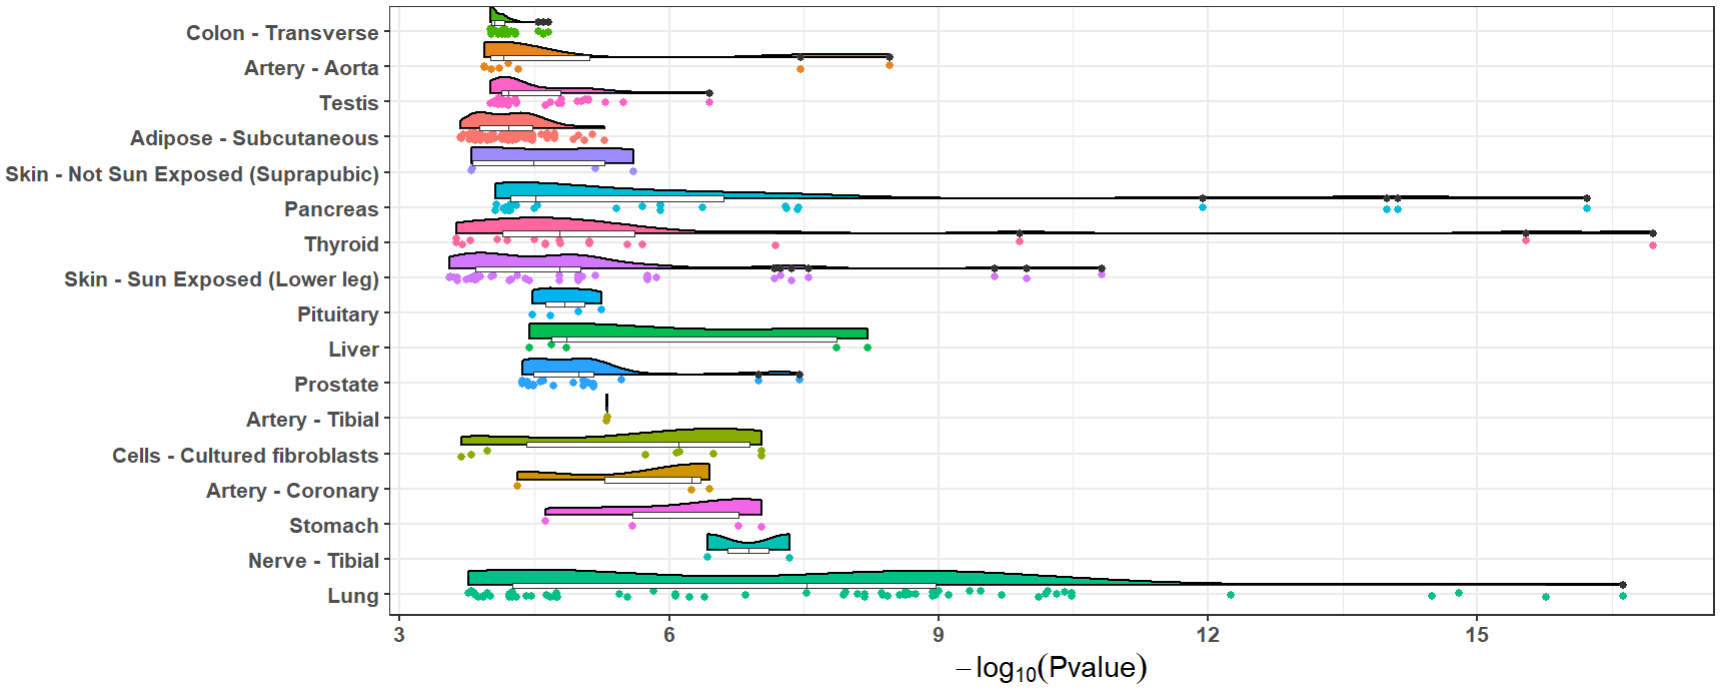 Colon - Transverse
Artery - Aorta
Testis
Adipose - Subcutaneous
Skin - Not Sun Exposed (Suprapubic)
Pancreas
Thyroid
Skin - Sun Exposed (Lower leg)
Pituitary
Liver
Prostate
Artery - Tibial
Cells - Cultured fibroblasts
Artery - Coronary
Stomach
Nerve - Tibial
Lung
3 6 9 12 15
−log₁₀(Pvalue)